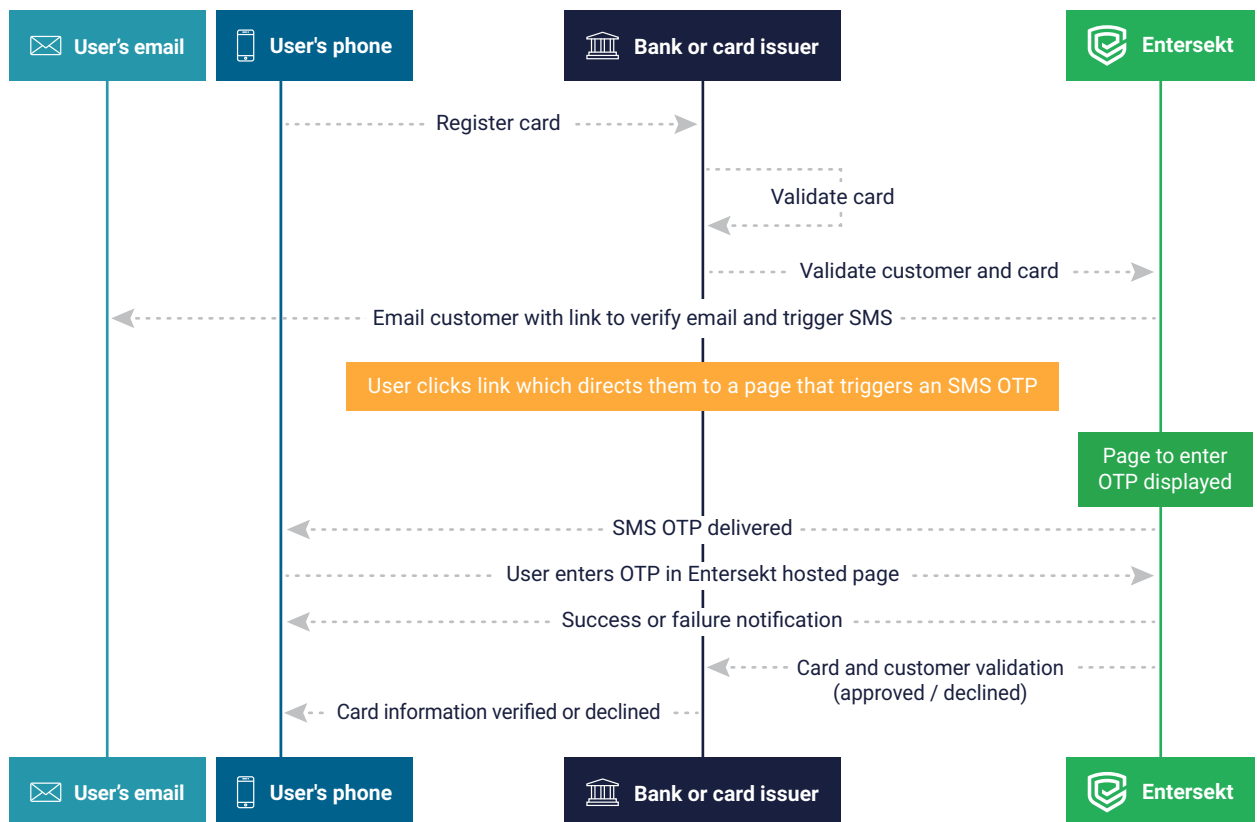 User’s email
User's phone
Bank or card issuer
Entersekt
Register card
Validate card
Validate customer and card
Email customer with link to verify email and trigger SMS
User clicks link which directs them to a page that triggers an SMS OTP
Page to enter
OTP displayed
SMS OTP delivered
User enters OTP in Entersekt hosted page
Success or failure notification
Card and customer validation
(approved / declined)
Card information verified or declined
User’s email
User's phone
Bank or card issuer
Entersekt